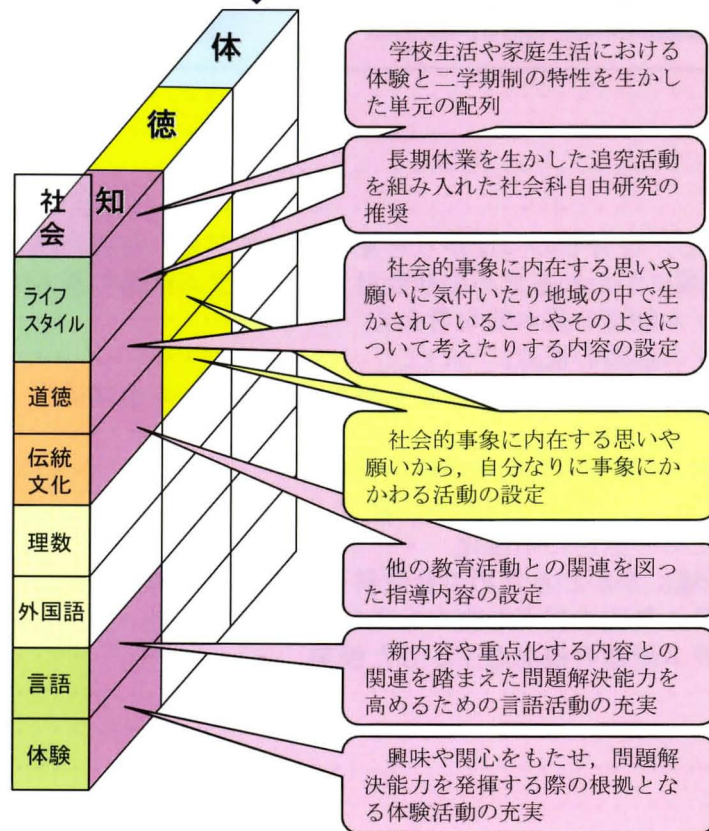 体
徳
知
社
会
ライフ
スタイル
道徳
伝統
文化
理数
外国語
言語
体験
学校生活や家庭生活における
体験と二学期制の特性を生かし
た単元の配列
長期休業を生かした追究活動
を組み入れた社会科自由研究の
推奨
社会的事象に内在する思いや
願いに気付いたり地域の中で生
かされていることやそのよさに
ついて考えたりする内容の設定
社会的事象に内在する思いや
願いから，自分なりに事象にか
かわる活動の設定
他の教育活動との関連を図っ
た指導内容の設定
新内容や重点化する内容との
関連を踏まえた問題解決能力を
高めるための言語活動の充実
興味や関心をもたせ，問題解
決能力を発揮する際の根拠とな
る体験活動の充実